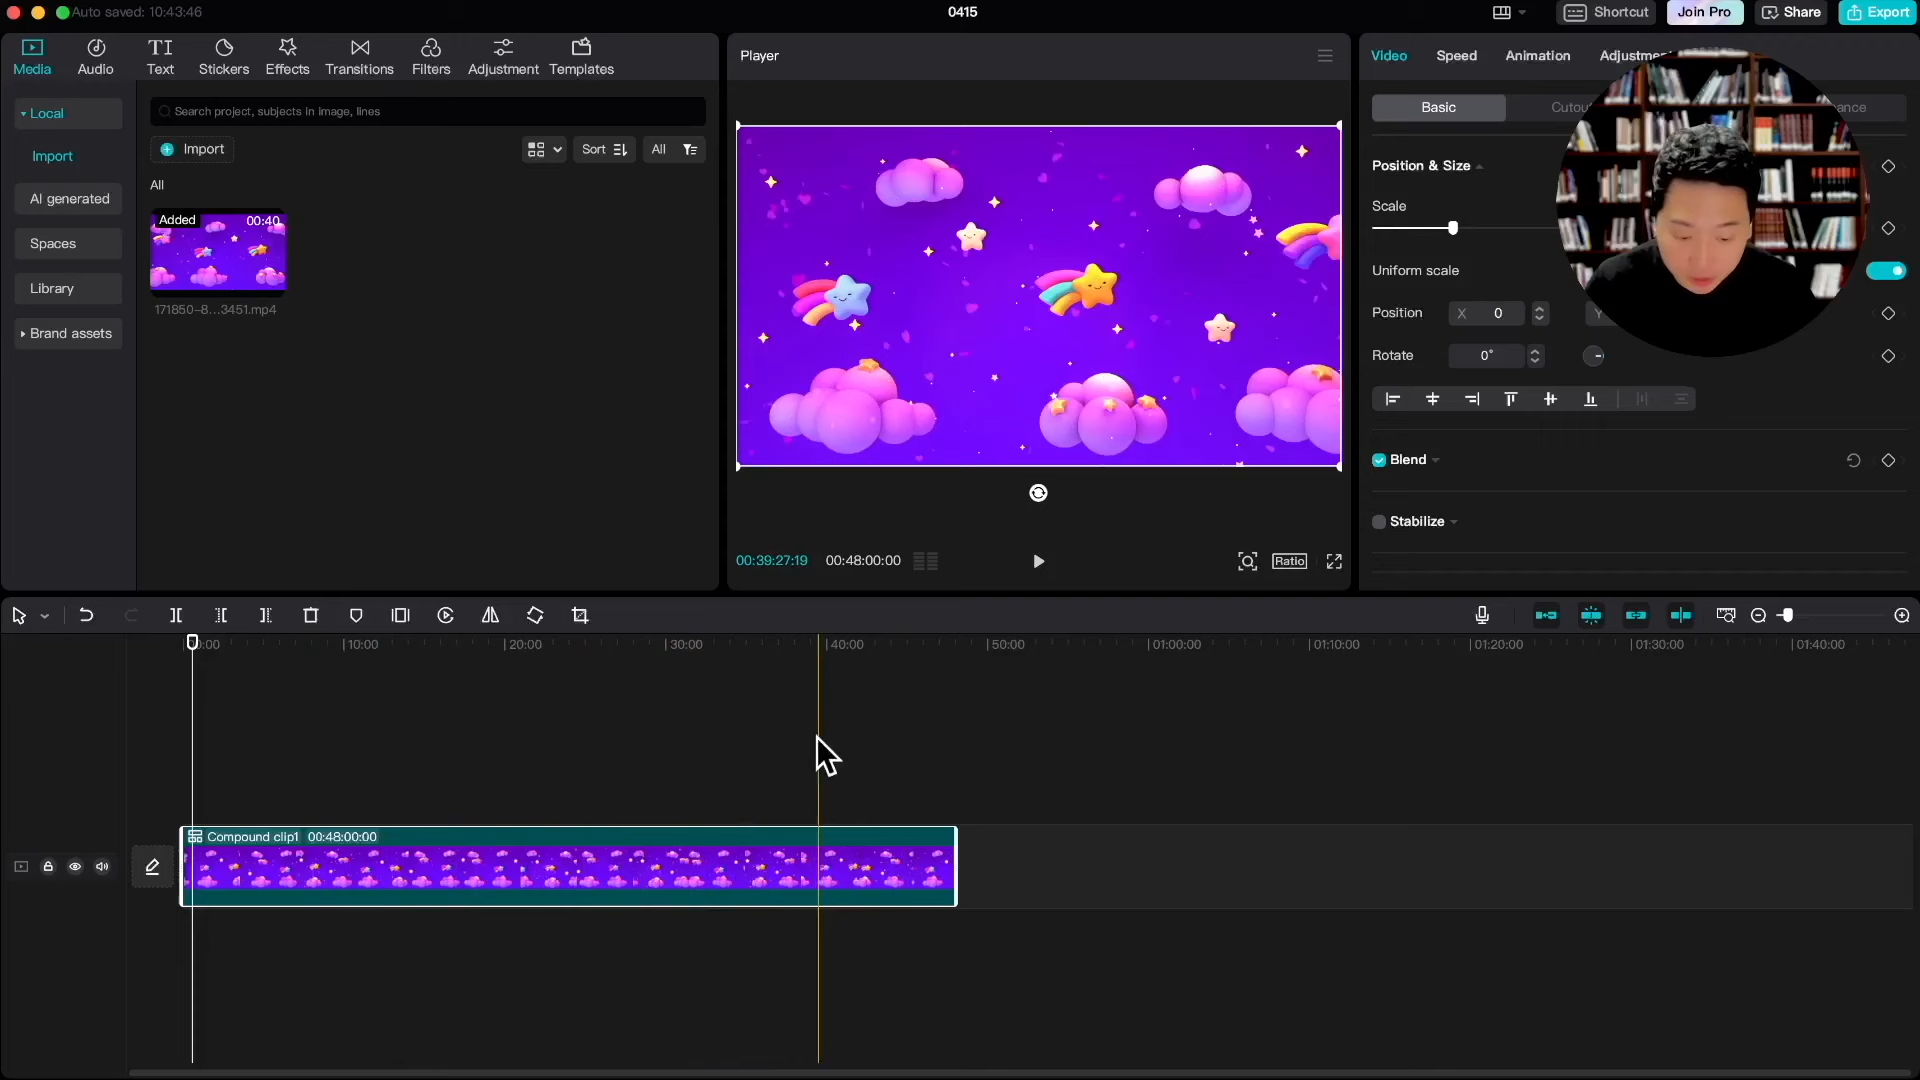 Auto saved: 10:43:46
0415
Shortcut
Join Pro
Share
Export
Media
Audio
TI
Text
Stickers
Effects
Transitions
Filters
Adjustment
Templates
Local
Import
AI generated
Spaces
Library
Brand assets
Search project, subjects in image, lines
Import
Sort
All
All
Added
00:40
171850-8...3451.mp4
Player
00:39:27:19
00:48:00:00
Ratio
Video
Speed
Animation
Basic
Position & Size
Scale
Uniform scale
Position
X
0
Y
Rotate
0°
Blend
Stabilize
10:00
20:00
30:00
40:00
50:00
01:00:00
01:10:00
01:20:00
01:30:00
01:40:00
Compound clip1 00:48:00:00